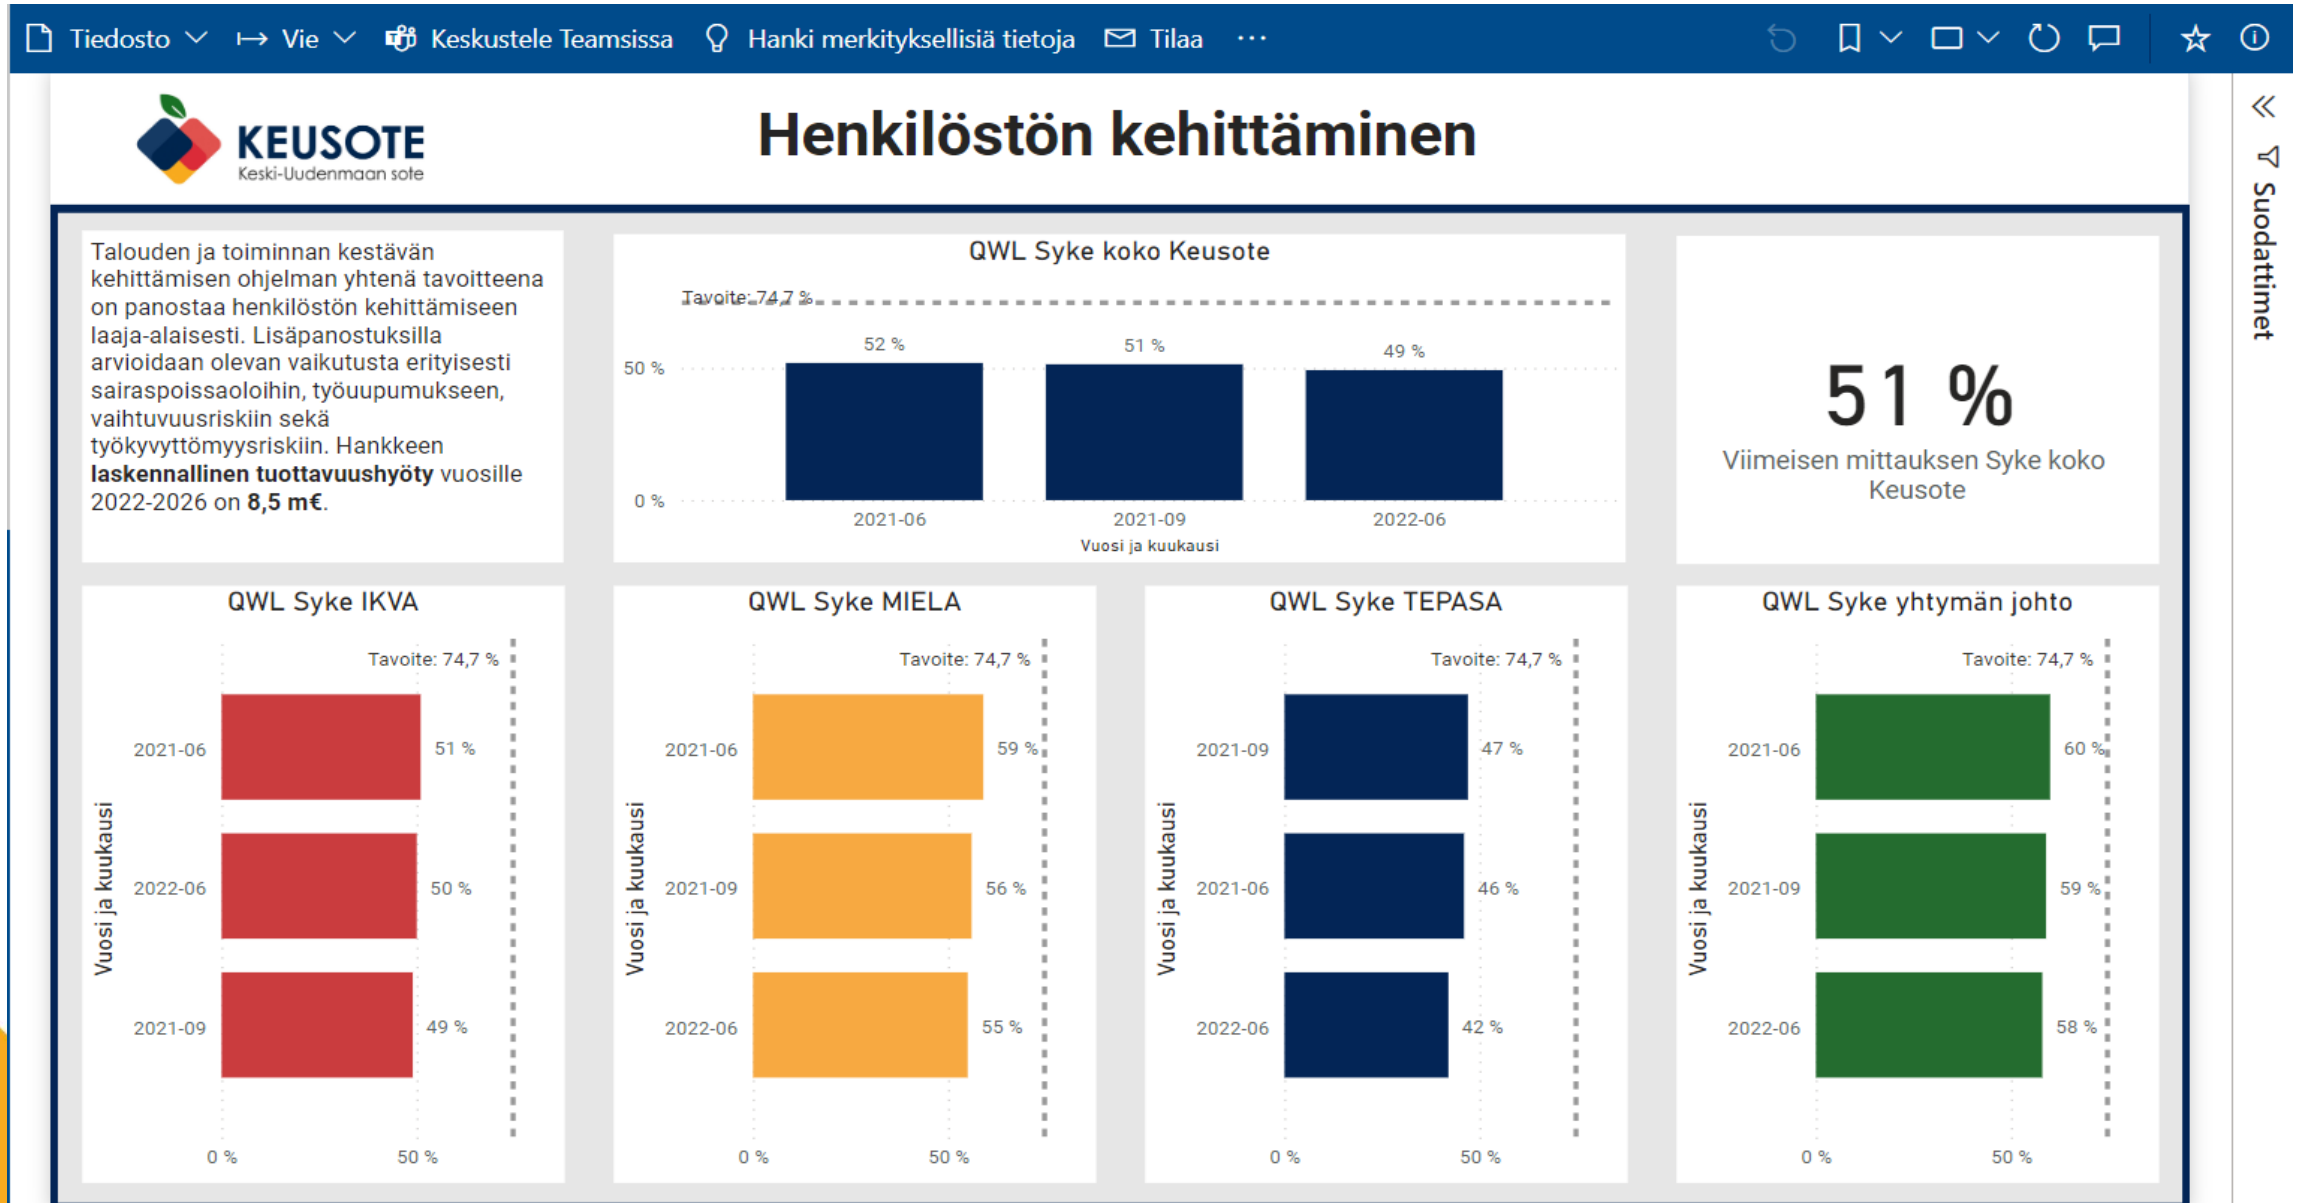 Tiedosto Vie Keskustele Teamsissa Hanki merkityksellisiä tietoja Tilaa ···
KEUSOTE
Keski-Uudenmaan sote
Henkilöstön kehittäminen
Suodattimet
Talouden ja toiminnan kestävän
kehittämisen ohjelman yhtenä tavoitteena
on panostaa henkilöstön kehittämiseen
laaja-alaisesti. Lisäpanostuksilla
arvioidaan olevan vaikutusta erityisesti
sairaspoissaoloihin, työuupumukseen,
vaihtuvuusriskiin sekä
työkyvyttömyysriskiin. Hankkeen
laskennallinen tuottavuushyöty vuosille
2022-2026 on 8,5 m€.
QWL Syke koko Keusote
Tavoite: 74,7 %
52 %
51 %
49 %
50 %
0 %
2021-06
2021-09
2022-06
Vuosi ja kuukausi
51 %
Viimeisen mittauksen Syke koko
Keusote
QWL Syke IKVA
Tavoite: 74,7 %
Vuosi ja kuukausi
2021-06 51 %
2022-06 50 %
2021-09 49 %
0 % 50 %
QWL Syke MIELA
Tavoite: 74,7 %
Vuosi ja kuukausi
2021-06 59 %
2021-09 56 %
2022-06 55 %
0 % 50 %
QWL Syke TEPASA
Tavoite: 74,7 %
Vuosi ja kuukausi
2021-09 47 %
2021-06 46 %
2022-06 42 %
0 % 50 %
QWL Syke yhtymän johto
Tavoite: 74,7 %
Vuosi ja kuukausi
2021-06 60 %
2021-09 59 %
2022-06 58 %
0 % 50 %